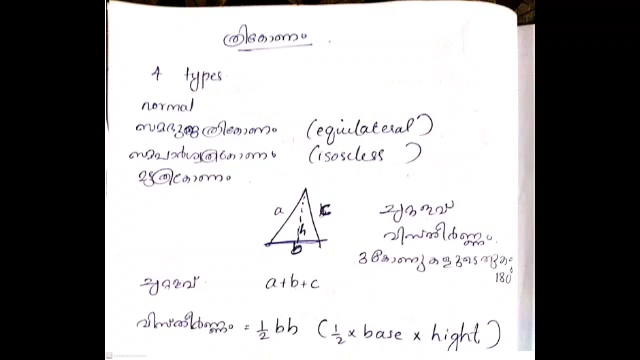 ത്രികോണം
4 types
normal
സമഭുജത്രികോണം (equilateral)
സമപാർശ്വത്രികോണം (isoscless)
മട്ടത്രികോണം
a c
h
b
ചുറ്റളവ്
വിസ്തീർണ്ണം.
3 കോണുകളുടെ തുക
180°
ചുറ്റളവ് a+b+c
വിസ്തീർണ്ണം = ½ bh (½ x base x hight)